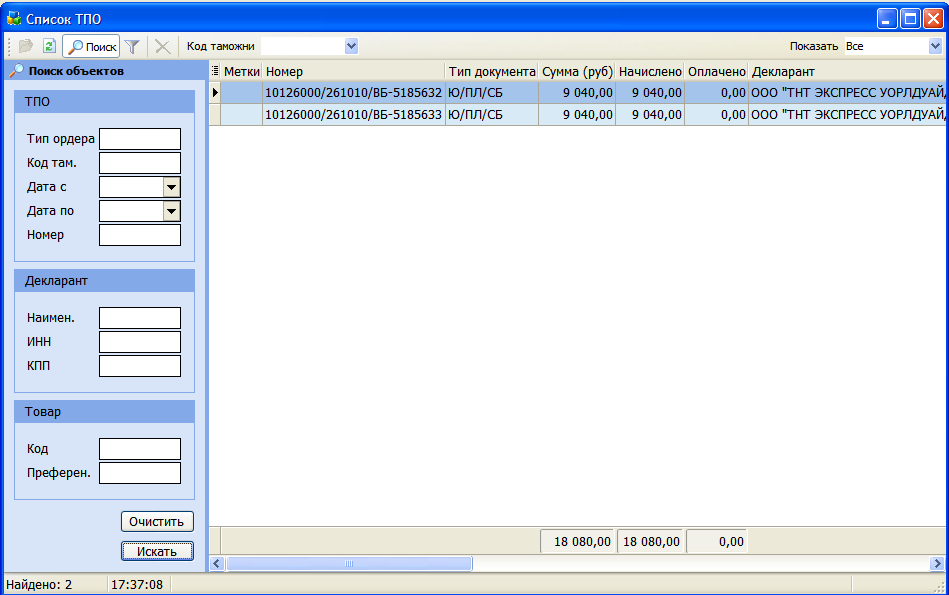 Список ТПО
Поиск Код таможни Показать Все
Поиск объектов
ТПО
Тип ордера
Код там.
Дата с
Дата по
Номер
Декларант
Наимен.
ИНН
КПП
Товар
Код
Преферен.
Очистить
Искать
Метки Номер Тип документа Сумма (руб) Начислено Оплачено Декларант
10126000/261010/ВБ-5185632 Ю/ПЛ/СБ 9 040,00 9 040,00 0,00 ООО "ТНТ ЭКСПРЕСС УОРЛДУАЙД
10126000/261010/ВБ-5185633 Ю/ПЛ/СБ 9 040,00 9 040,00 0,00 ООО "ТНТ ЭКСПРЕСС УОРЛДУАЙД
18 080,00 18 080,00 0,00
Найдено: 2 17:37:08